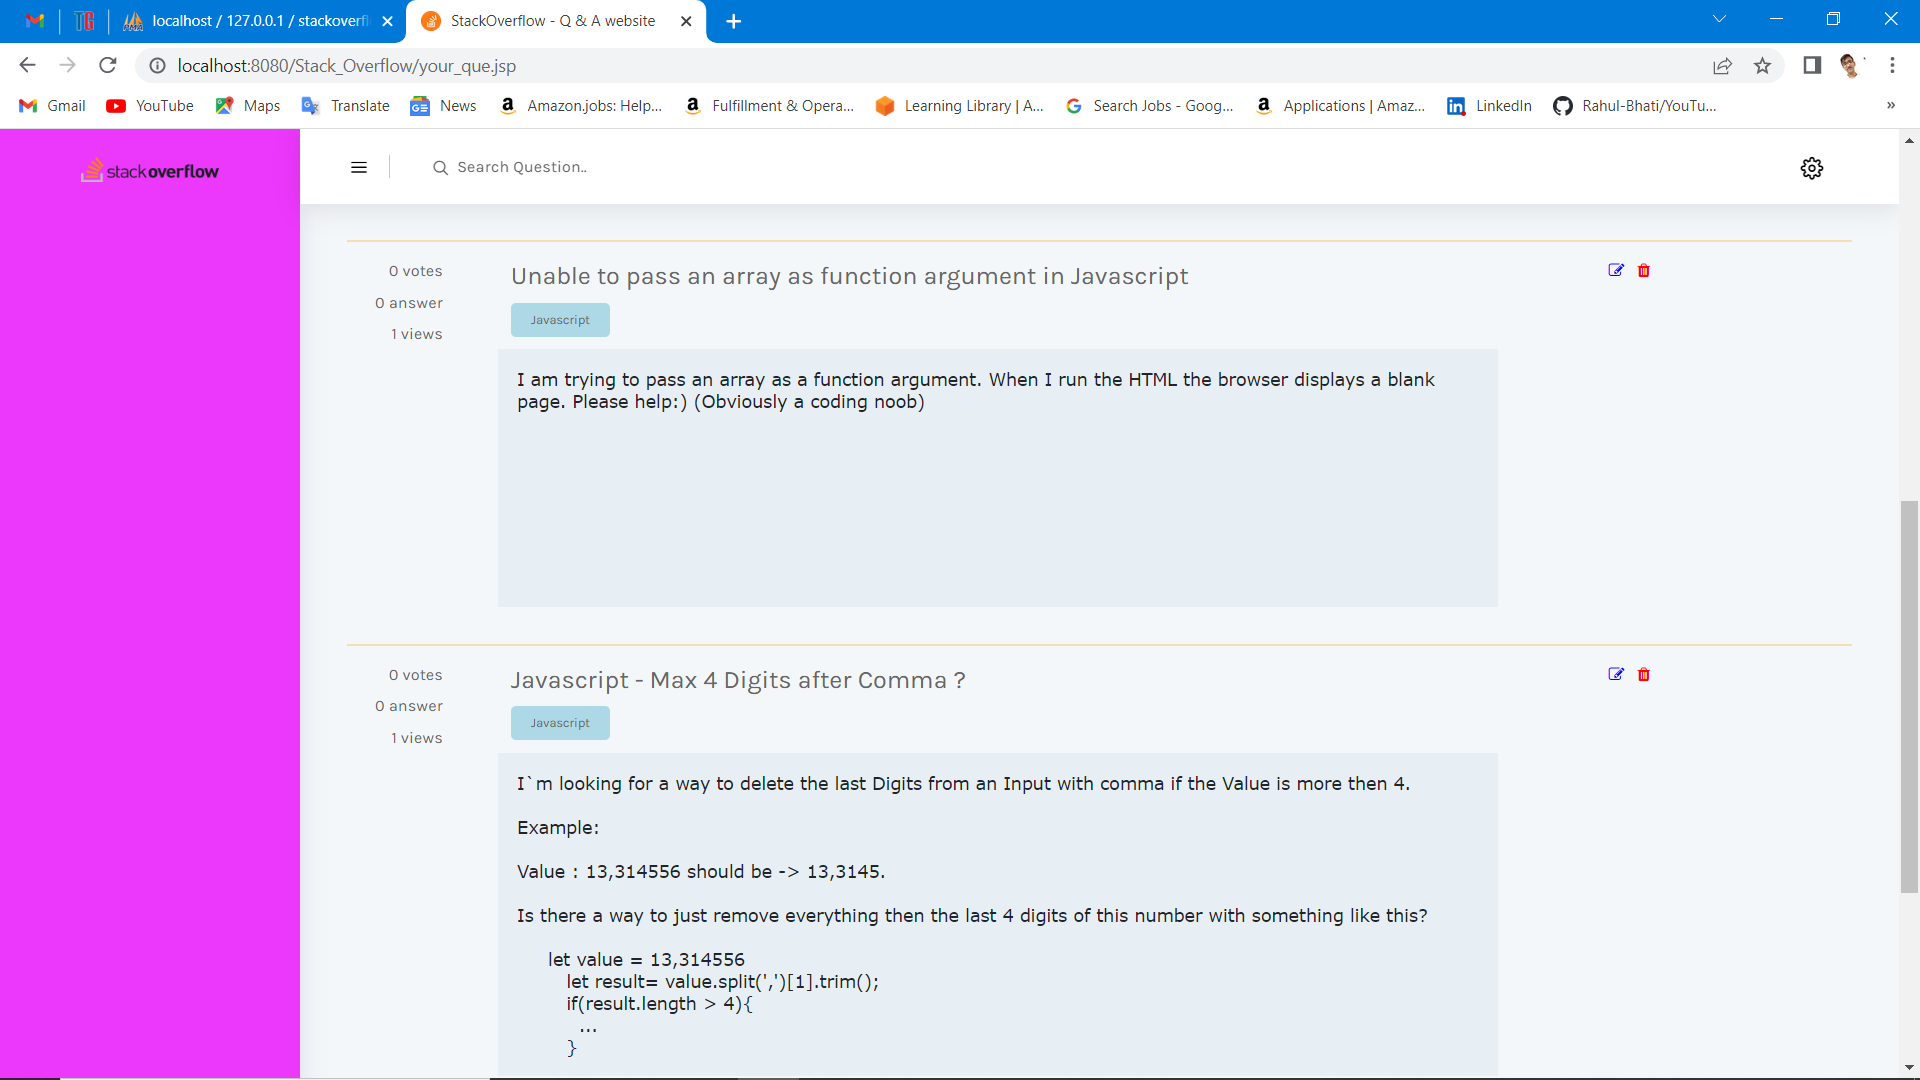 localhost / 127.0.0.1 / stackoverfl
StackOverflow - Q & A website
localhost:8080/Stack_Overflow/your_que.jsp
Gmail
YouTube
Maps
Translate
News
Amazon.jobs: Help...
Fulfillment & Opera...
Learning Library | A...
Search Jobs - Goog...
Applications | Amaz...
LinkedIn
Rahul-Bhati/YouTu...
»
stackoverflow
Search Question..
0 votes
0 answer
1 views
Unable to pass an array as function argument in Javascript
Javascript
I am trying to pass an array as a function argument. When I run the HTML the browser displays a blank
page. Please help:) (Obviously a coding noob)
0 votes
0 answer
1 views
Javascript - Max 4 Digits after Comma ?
Javascript
I`m looking for a way to delete the last Digits from an Input with comma if the Value is more then 4.
Example:
Value : 13,314556 should be -> 13,3145.
Is there a way to just remove everything then the last 4 digits of this number with something like this?
let value = 13,314556
let result= value.split(',')[1].trim();
if(result.length > 4){
...
}